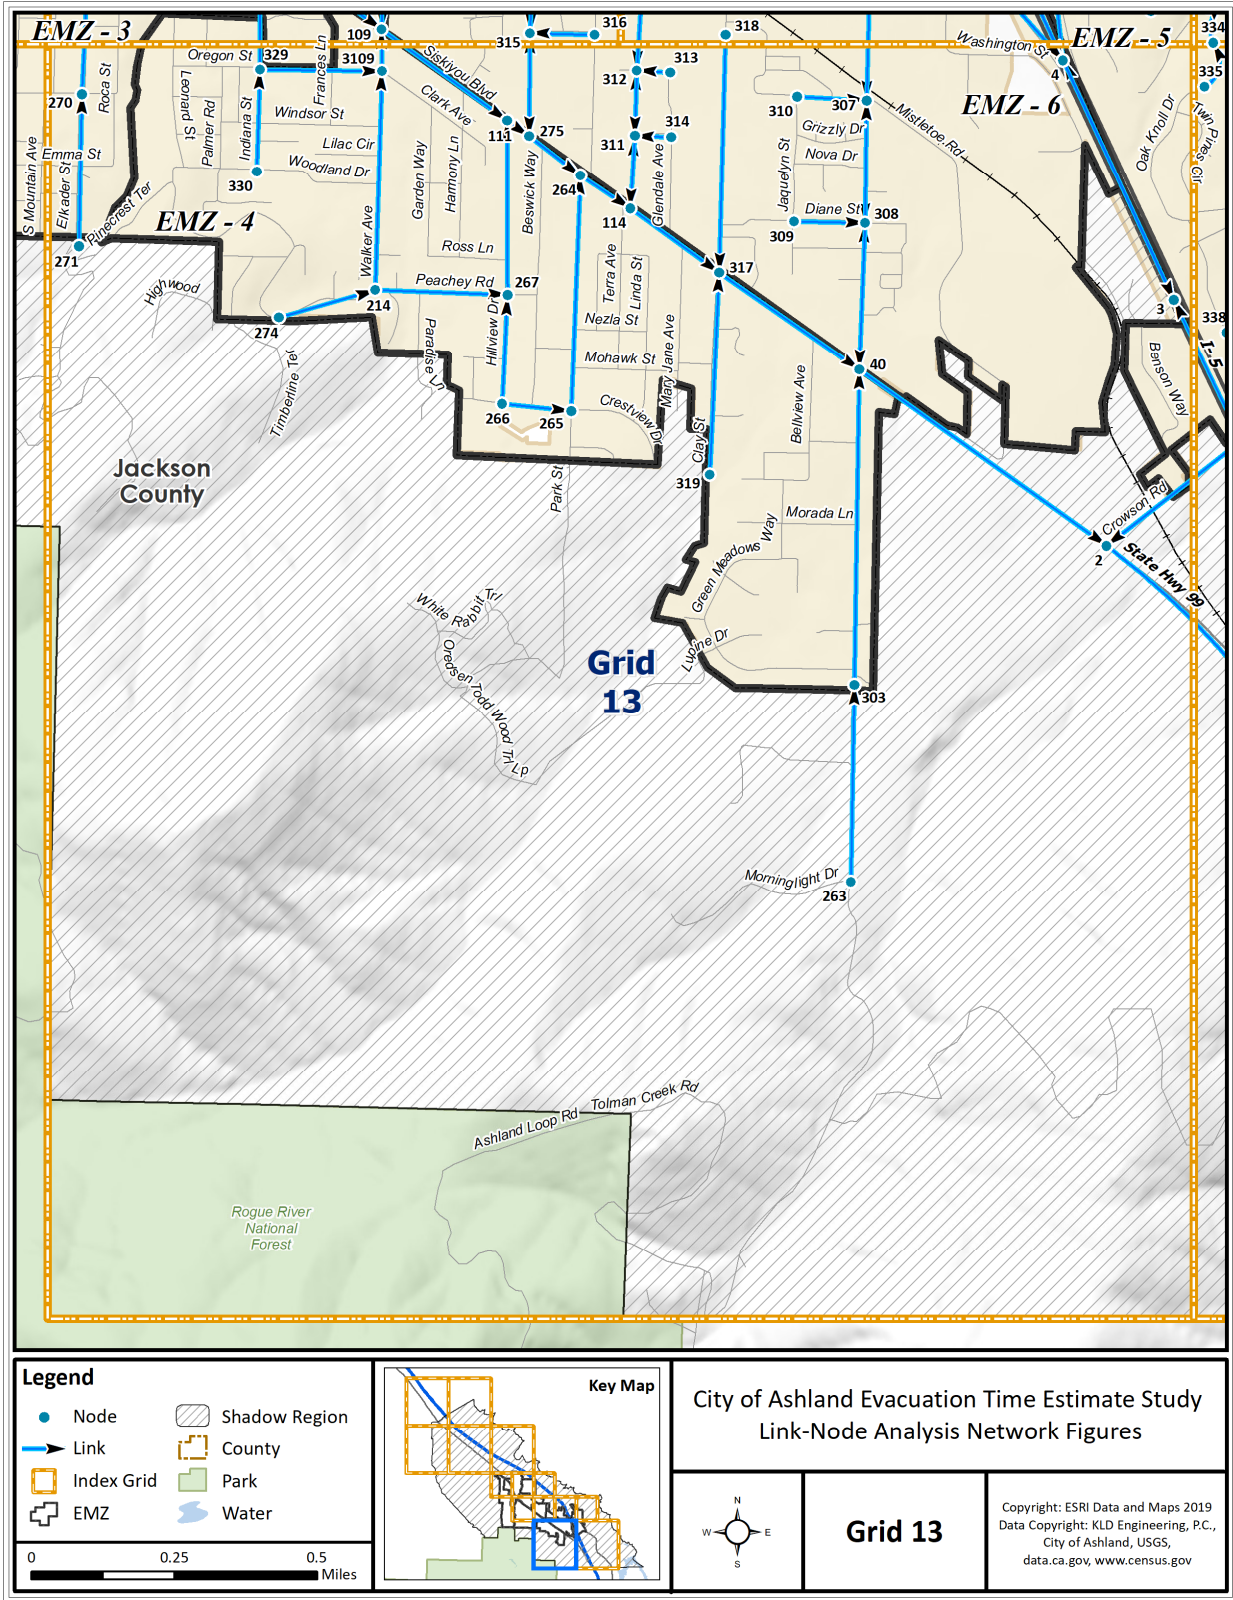 EMZ - 3
109
315
316
318
334
Oregon St
329
3109
Frances Ln
Siskiyou Blvd
312
313
Washington St
EMZ - 5
4
335
270
Roca St
Leonard St
Palmer Rd
Indiana St
Windsor St
Clark Ave
111
275
314
311
310
307
Grizzly Dr
Mistletoe Rd
EMZ - 6
Oak Knoll Dr
Twin Pines Cir
S Mountain Ave
Emma St
Elkader St
Lilac Cir
Woodland Dr
330
Garden Way
Harmony Ln
Beswick Way
264
Glendale Ave
Jaquelyn St
Nova Dr
Pinecrest Ter
EMZ - 4
114
Diane St
308
309
271
Walker Ave
Ross Ln
Terra Ave
Linda St
317
Highwood
Peachey Rd
267
214
274
Hillview Dr
Nezla St
3
338
I-5
Timberline Ter
Paradise Ln
Mohawk St
Mary Jane Ave
40
Bellview Ave
Banson Way
266
265
Crestview Dr
Clay St
Jackson
County
Park St
319
Morada Ln
Crowson Rd
2
State Hwy 99
Green Meadows Way
White Rabbit Trl
Oredsen Todd Wood Trl Lp
Lupine Dr
Grid
13
303
Morninglight Dr
263
Tolman Creek Rd
Ashland Loop Rd
Rogue River
National
Forest
Legend
Node
Link
Index Grid
EMZ
Shadow Region
County
Park
Water
0
0.25
0.5
Miles
Key Map
City of Ashland Evacuation Time Estimate Study
Link-Node Analysis Network Figures
N
W
E
S
Grid 13
Copyright: ESRI Data and Maps 2019
Data Copyright: KLD Engineering, P.C.,
City of Ashland, USGS,
data.ca.gov, www.census.gov